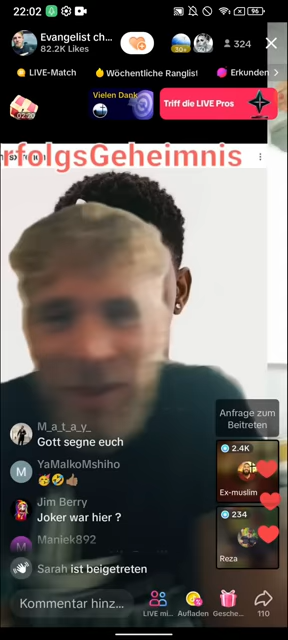 22:02
96
Evangelist ch...
82.2K Likes
30+
324
LIVE-Match
Wöchentliche Ranglist
Erkunden
02:20
Vielen Dank
Triff die LIVE Pros
rfolgsGeheimnis
M_a_t_a_y_
Gott segne euch
YaMalkoMshiho
M
Jim Berry
Joker war hier ?
Maniek892
Sarah ist beigetreten
Anfrage zum
Beitreten
2.4K
Ex-muslim
234
Reza
Kommentar hinz...
LIVE mi...
Aufladen
Gesche...
110